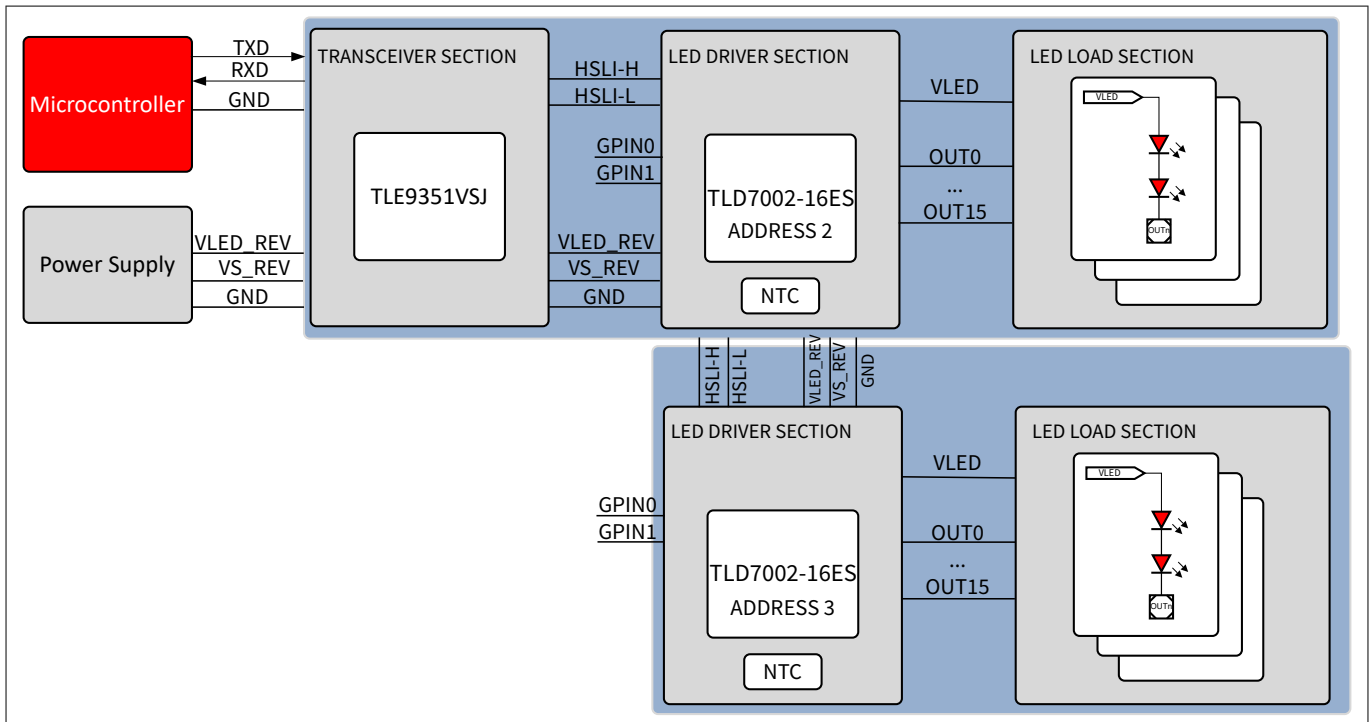 TXD
RXD
GND
Microcontroller
VLED_REV
VS_REV
GND
Power Supply
TRANSCEIVER SECTION
TLE9351VSJ
HSLI-H
HSLI-L
GPIN0
GPIN1
VLED_REV
VS_REV
GND
LED DRIVER SECTION
TLD7002-16ES
ADDRESS 2
NTC
VLED
OUT0
...
OUT15
LED LOAD SECTION
VLED
OUTn
HSLI-H
HSLI-L
VLED_REV
VS_REV
GND
LED DRIVER SECTION
GPIN0
GPIN1
TLD7002-16ES
ADDRESS 3
NTC
VLED
OUT0
...
OUT15
LED LOAD SECTION
VLED
OUTn